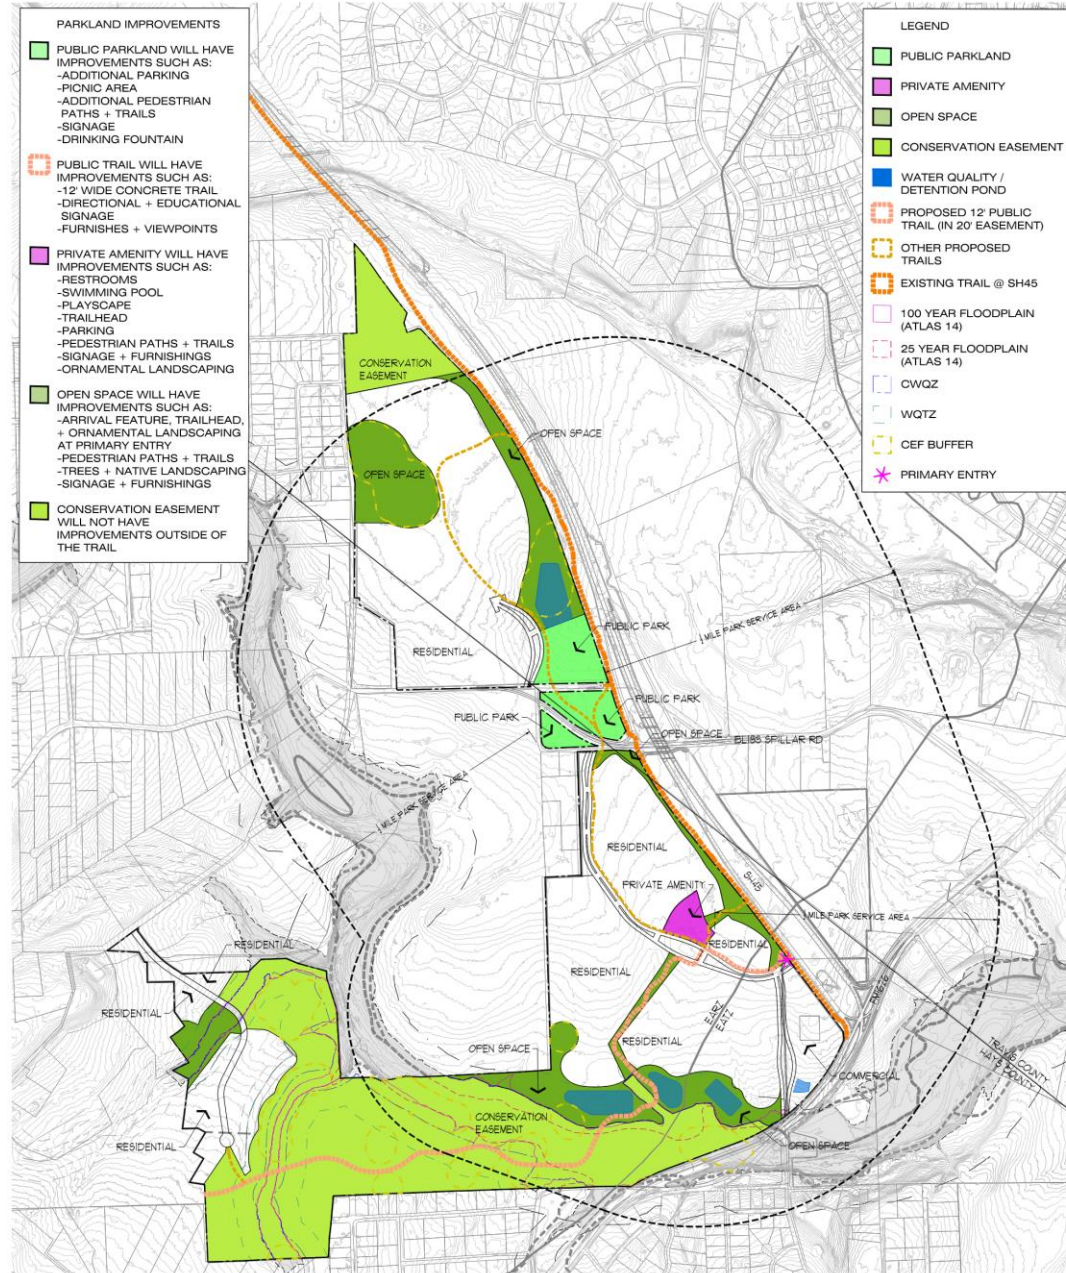 PARKLAND IMPROVEMENTS
PUBLIC PARKLAND WILL HAVE
IMPROVEMENTS SUCH AS:
-ADDITIONAL PARKING
-PICNIC AREA
-ADDITIONAL PEDESTRIAN
PATHS + TRAILS
-SIGNAGE
-DRINKING FOUNTAIN
PUBLIC TRAIL WILL HAVE
IMPROVEMENTS SUCH AS:
-12' WIDE CONCRETE TRAIL
-DIRECTIONAL + EDUCATIONAL
SIGNAGE
-FURNISHES + VIEWPOINTS
PRIVATE AMENITY WILL HAVE
IMPROVEMENTS SUCH AS:
-RESTROOMS
-SWIMMING POOL
-PLAYSCAPE
-TRAILHEAD
-PARKING
-PEDESTRIAN PATHS + TRAILS
-SIGNAGE + FURNISHINGS
-ORNAMENTAL LANDSCAPING
OPEN SPACE WILL HAVE
IMPROVEMENTS SUCH AS:
-ARRIVAL FEATURE, TRAILHEAD,
+ ORNAMENTAL LANDSCAPING
AT PRIMARY ENTRY
-PEDESTRIAN PATHS + TRAILS
-TREES + NATIVE LANDSCAPING
-SIGNAGE + FURNISHINGS
CONSERVATION EASEMENT
WILL NOT HAVE
IMPROVEMENTS OUTSIDE OF
THE TRAIL
LEGEND
PUBLIC PARKLAND
PRIVATE AMENITY
OPEN SPACE
CONSERVATION EASEMENT
WATER QUALITY /
DETENTION POND
PROPOSED 12' PUBLIC
TRAIL (IN 20' EASEMENT)
OTHER PROPOSED
TRAILS
EXISTING TRAIL @ SH45
100 YEAR FLOODPLAIN
(ATLAS 14)
25 YEAR FLOODPLAIN
(ATLAS 14)
CWQZ
WQTZ
CEF BUFFER
PRIMARY ENTRY
CONSERVATION
EASEMENT
OPEN SPACE
OPEN SPACE
PUBLIC PARK
MILE PARK SERVICE AREA
RESIDENTIAL
PUBLIC PARK
PUBLIC PARK
OPEN SPACE
BLISS SPILLAR RD
MILE PARK SERVICE AREA
RESIDENTIAL
SH45
PRIVATE AMENITY
MILE PARK SERVICE AREA
RESIDENTIAL
RESIDENTIAL
RESIDENTIAL
RESIDENTIAL
RESIDENTIAL
OPEN SPACE
COMMERCIAL
TRAVIS COUNTY
HAYS COUNTY
CONSERVATION
EASEMENT
OPEN SPACE
RESIDENTIAL